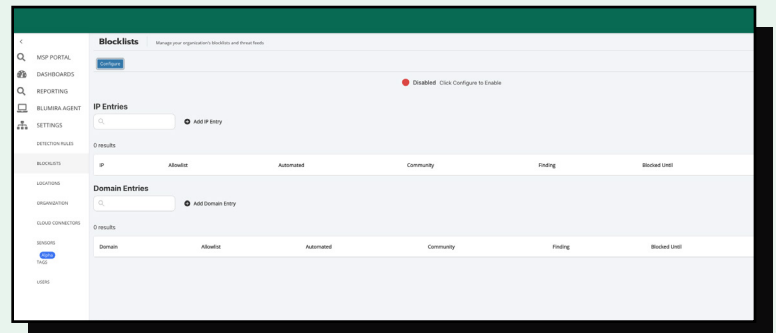 Blocklists Manage your organization's blocklists and threat feeds
MSP PORTAL
DASHBOARDS
REPORTING
BLUMIRA AGENT
SETTINGS
DETECTION RULES
BLOCKLISTS
LOCATIONS
ORGANIZATION
CLOUD CONNECTORS
SENSORS
Alpha
TAGS
USERS
Configure
Disabled Click Configure to Enable
IP Entries
Add IP Entry
0 results
IP Allowlist Automated Community Finding Blocked Until
Domain Entries
Add Domain Entry
0 results
Domain Allowlist Automated Community Finding Blocked Until